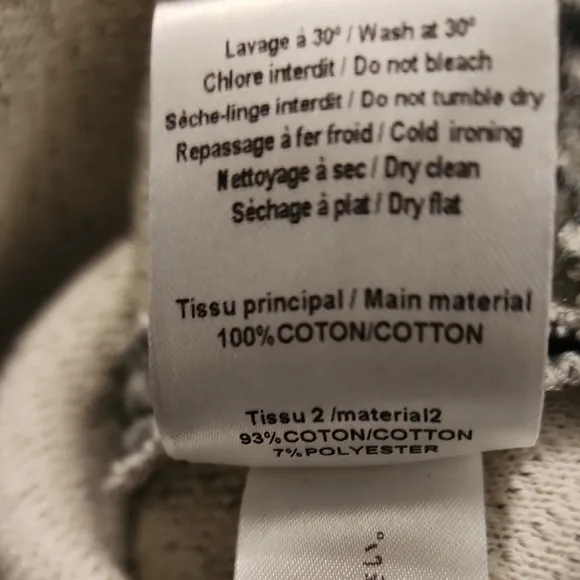 Lavage à 30° / Wash at 30°
Chlore interdit / Do not bleach
Sèche-linge interdit / Do not tumble dry
Repassage à fer froid / Cold ironing
Nettoyage à sec / Dry clean
Séchage à plat / Dry flat
Tissu principal / Main material
100% COTON/COTTON
Tissu 2 /material2
93% COTON/COTTON
7% POLYESTER